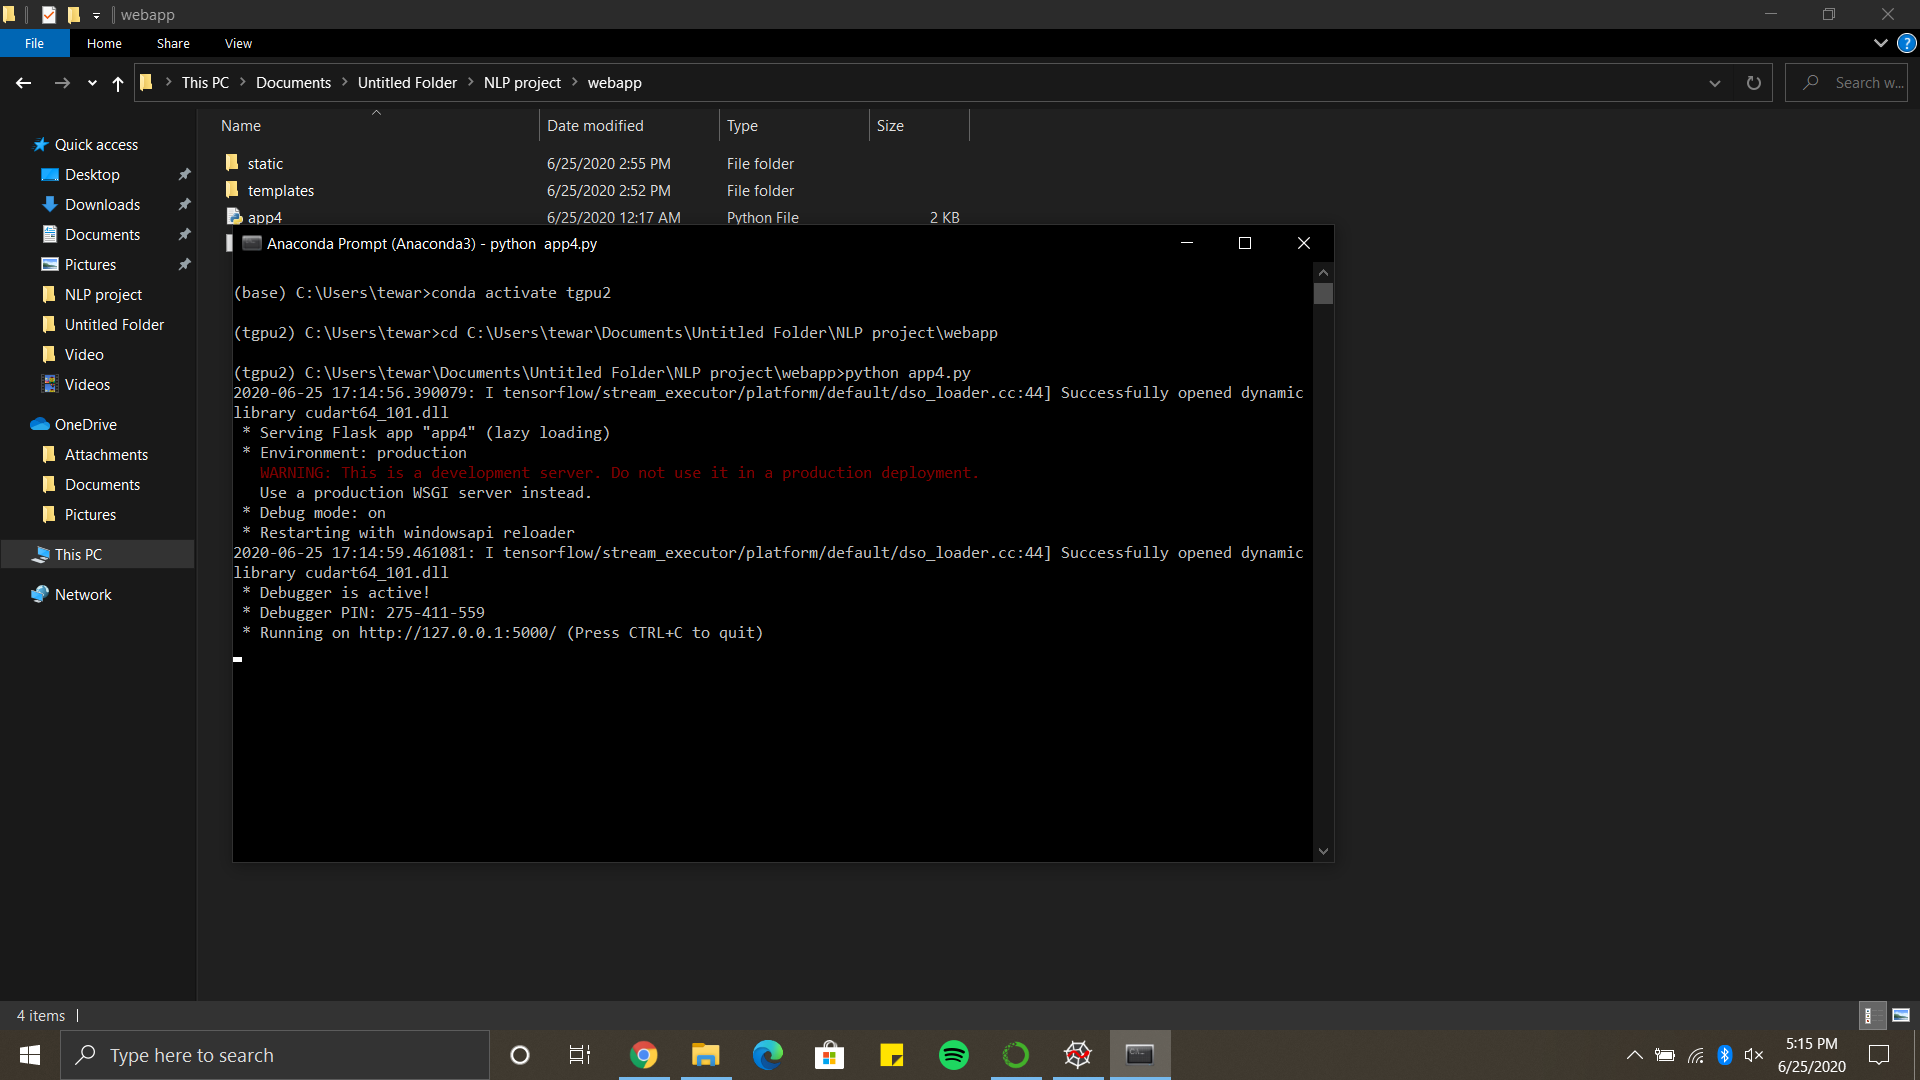 webapp
File Home Share View
This PC Documents Untitled Folder NLP project webapp
Search w...
Name Date modified Type Size
static 6/25/2020 2:55 PM File folder
templates 6/25/2020 2:52 PM File folder
app4 6/25/2020 12:17 AM Python File 2 KB
Quick access
Desktop
Downloads
Documents
Pictures
NLP project
Untitled Folder
Video
Videos
OneDrive
Attachments
Documents
Pictures
This PC
Network
Anaconda Prompt (Anaconda3) - python  app4.py
(base) C:\Users\tewar>conda activate tgpu2
(tgpu2) C:\Users\tewar>cd C:\Users\tewar\Documents\Untitled Folder\NLP project\webapp
(tgpu2) C:\Users\tewar\Documents\Untitled Folder\NLP project\webapp>python app4.py
2020-06-25 17:14:56.390079: I tensorflow/stream_executor/platform/default/dso_loader.cc:44] Successfully opened dynamic
library cudart64_101.dll
* Serving Flask app "app4" (lazy loading)
* Environment: production
WARNING: This is a development server. Do not use it in a production deployment.
Use a production WSGI server instead.
* Debug mode: on
* Restarting with windowsapi reloader
2020-06-25 17:14:59.461081: I tensorflow/stream_executor/platform/default/dso_loader.cc:44] Successfully opened dynamic
library cudart64_101.dll
* Debugger is active!
* Debugger PIN: 275-411-559
* Running on http://127.0.0.1:5000/ (Press CTRL+C to quit)
4 items
Type here to search
5:15 PM
6/25/2020